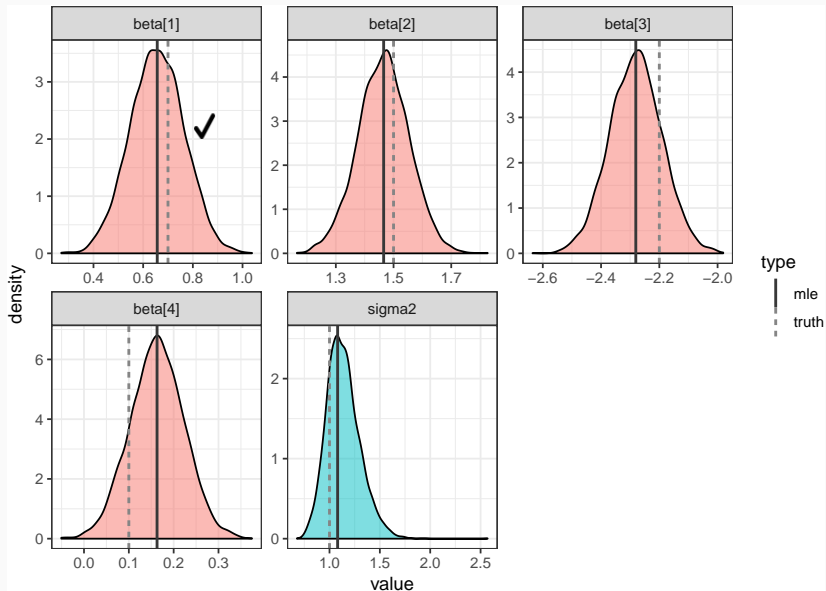 beta[1]
beta[2]
beta[3]
3
2
1
0
4
3
2
1
0
4
3
2
1
0
0.4 0.6 0.8 1.0
1.3 1.5 1.7
−2.6 −2.4 −2.2 −2.0
density
type
mle
truth
beta[4]
sigma2
6
4
2
0
2
1
0
0.0 0.1 0.2 0.3
1.0 1.5 2.0 2.5
value